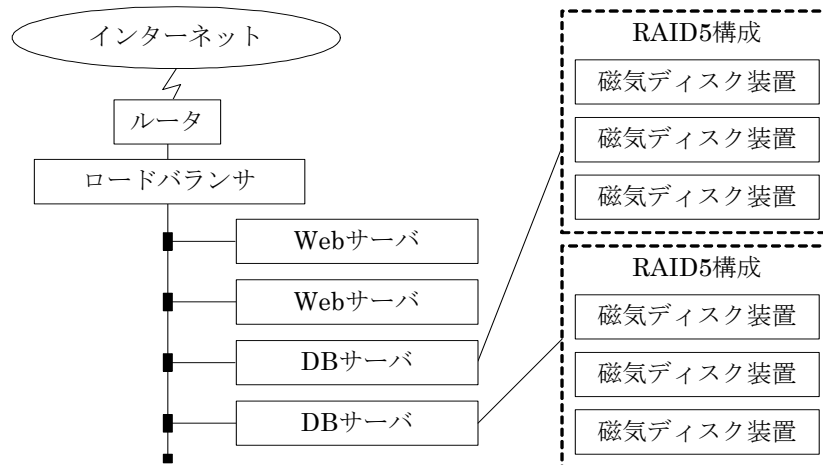 インターネット
ルータ
ロードバランサ
Webサーバ
Webサーバ
DBサーバ
DBサーバ
RAID5構成
磁気ディスク装置
磁気ディスク装置
磁気ディスク装置
RAID5構成
磁気ディスク装置
磁気ディスク装置
磁気ディスク装置